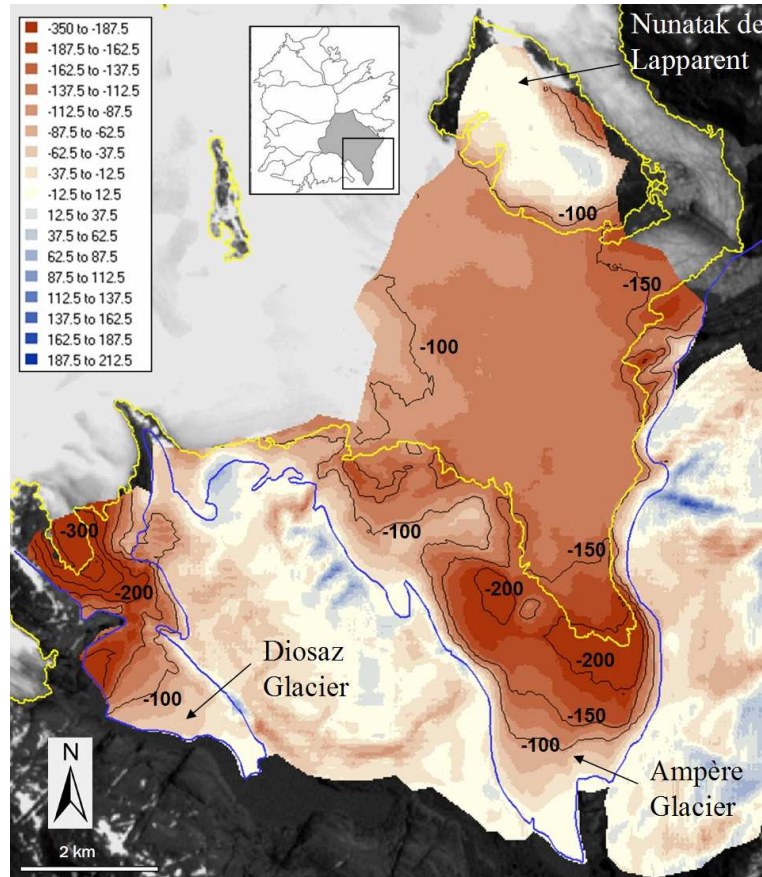 -350 to -187.5
-187.5 to -162.5
-162.5 to -137.5
-137.5 to -112.5
-112.5 to -87.5
-87.5 to -62.5
-62.5 to -37.5
-37.5 to -12.5
-12.5 to 12.5
12.5 to 37.5
37.5 to 62.5
62.5 to 87.5
87.5 to 112.5
112.5 to 137.5
137.5 to 162.5
162.5 to 187.5
187.5 to 212.5
Nunatak de
Lapparent
-100
-150
-100
-300
-100
-150
-200
-200
-200
Diosaz
Glacier
-100
-150
-100
N
Ampère
Glacier
2 km